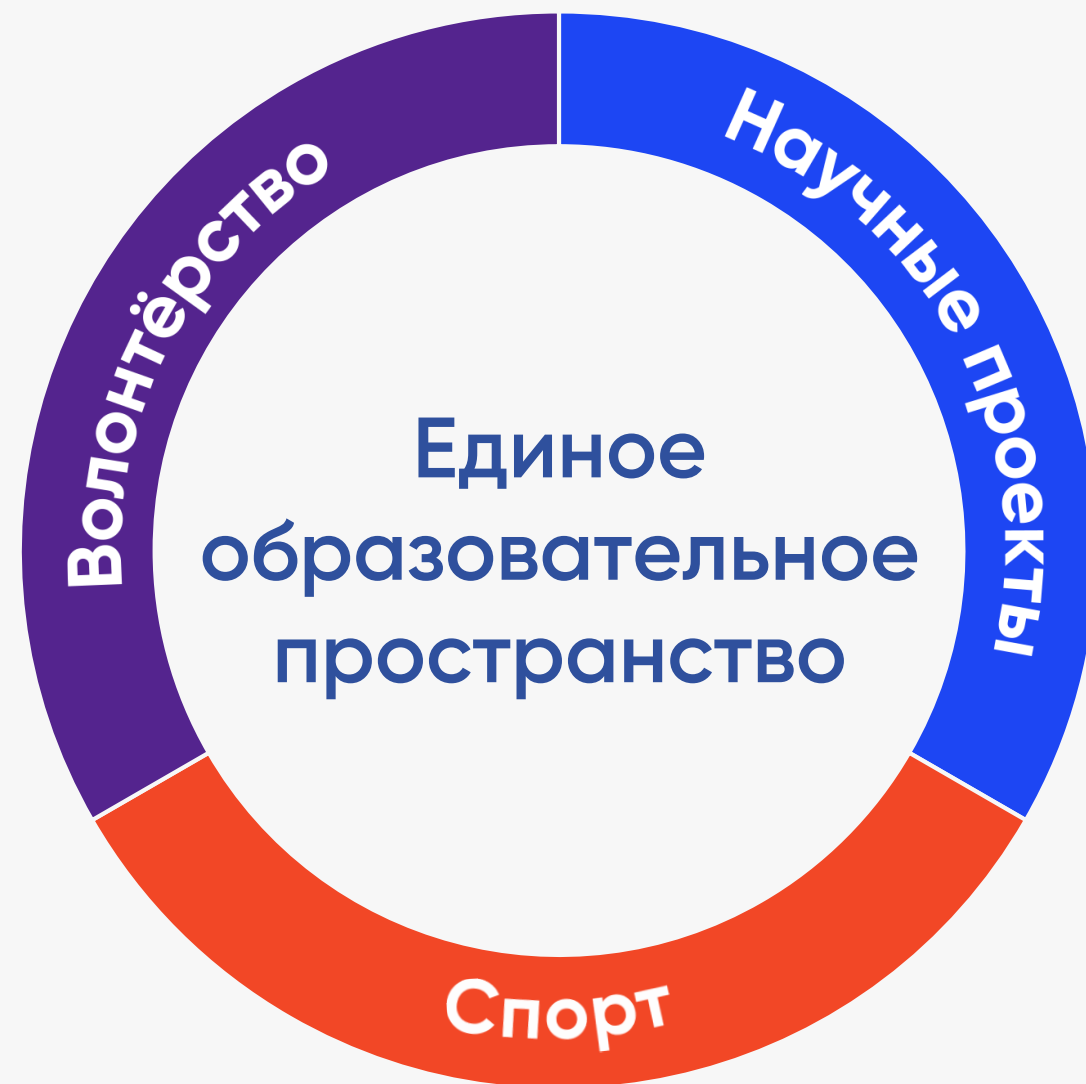 Волонтёрство
Научные проекты
Единое
образовательное
пространство
Спорт